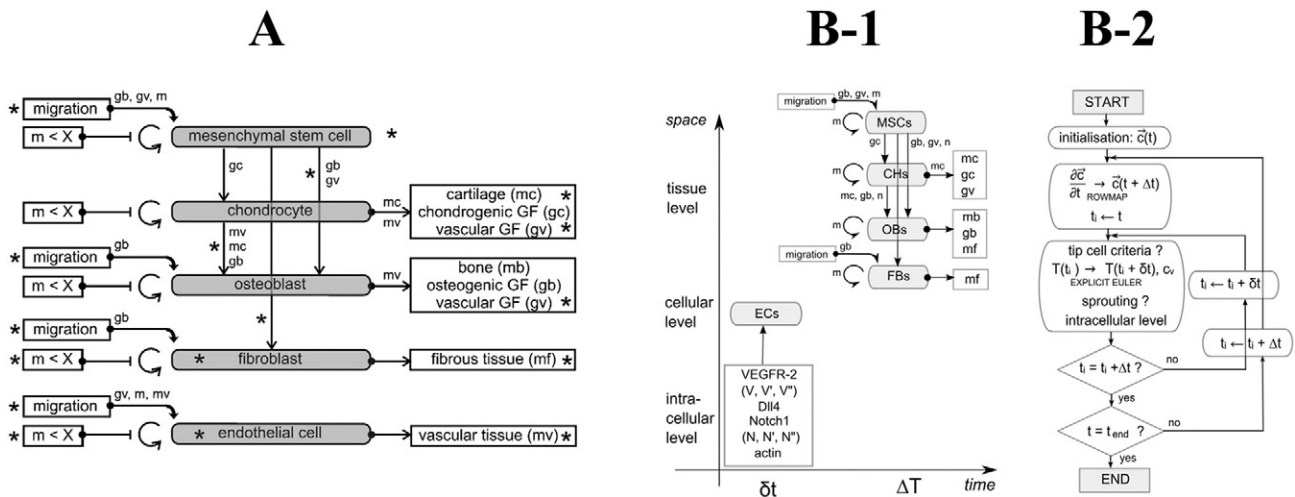 A
B-1
B-2
* migration
gb, gv, m
m < X
mesenchymal stem cell *
gc
*
gb
gv
m < X
chondrocyte
mc
mv
cartilage (mc) *
chondrogenic GF (gc)
vascular GF (gv) *
mv
mc
gb
*
* migration
gb
* m < X
osteoblast
mv
bone (mb)
osteogenic GF (gb)
vascular GF (gv) *
*
* migration
gb
* m < X
* fibroblast
fibrous tissue (mf) *
* migration
gv, m, mv
* m < X
* endothelial cell
vascular tissue (mv) *
space
tissue
level
cellular
level
intra-
cellular
level
δt
ΔT
time
migration
gb, gv, m
m
MSCs
gc
gb, gv, n
m
CHs
mc
mc
gc
gv
mc, gb, n
m
OBs
mb
gb
mf
migration
gb
m
FBs
mf
ECs
VEGFR-2
(V, V', V")
Dll4
Notch1
(N, N', N")
actin
START
initialisation: c⃗(t)
∂c⃗/∂t → c⃗(t + Δt)
ROWMAP
tᵢ ← t
tip cell criteria ?
T(tᵢ ) → T(tᵢ + δt), cᵥ
EXPLICIT EULER
sprouting ?
intracellular level
tᵢ ← tᵢ + δt
tᵢ ← tᵢ + Δt
tᵢ = tᵢ +Δt ?
no
yes
t = t end ?
no
yes
END